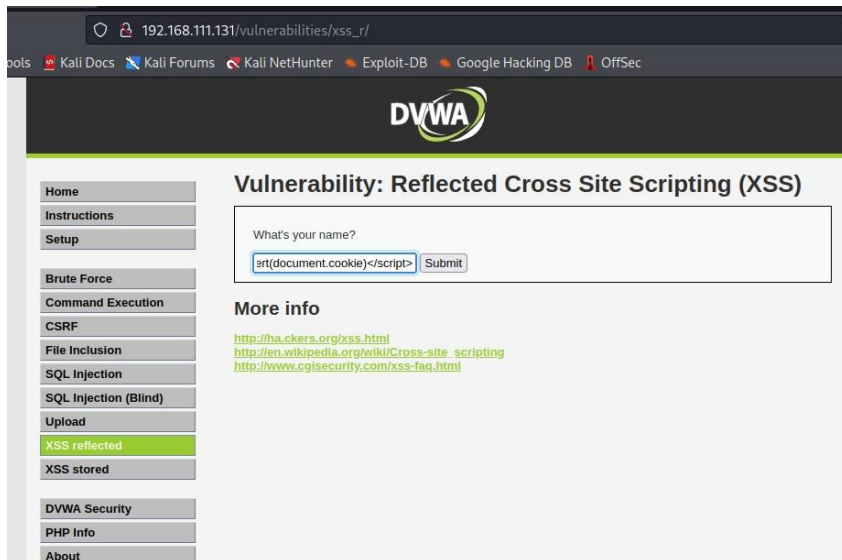 192.168.111.131/vulnerabilities/xss_r/
ools Kali Docs Kali Forums Kali NetHunter Exploit-DB Google Hacking DB OffSec
DVWA
Home
Instructions
Setup
Brute Force
Command Execution
CSRF
File Inclusion
SQL Injection
SQL Injection (Blind)
Upload
XSS reflected
XSS stored
DVWA Security
PHP Info
About
Vulnerability: Reflected Cross Site Scripting (XSS)
What's your name?
ert(document.cookie)</script> Submit
More info
http://ha.ckers.org/xss.html
http://en.wikipedia.org/wiki/Cross-site_scripting
http://www.cgisecurity.com/xss-faq.html